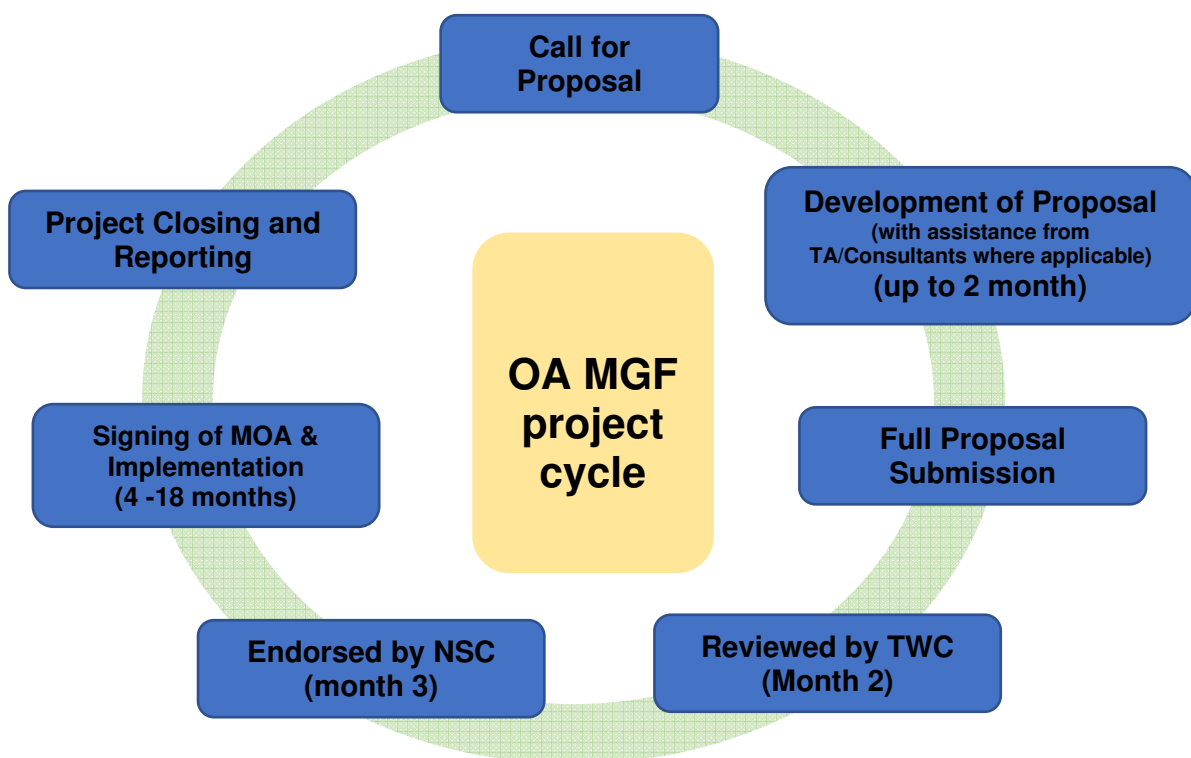 Call for
Proposal
Development of Proposal
(with assistance from
TA/Consultants where applicable)
(up to 2 month)
Full Proposal
Submission
Reviewed by TWC
(Month 2)
Endorsed by NSC
(month 3)
Signing of MOA &
Implementation
(4 -18 months)
Project Closing and
Reporting
OA MGF
project
cycle